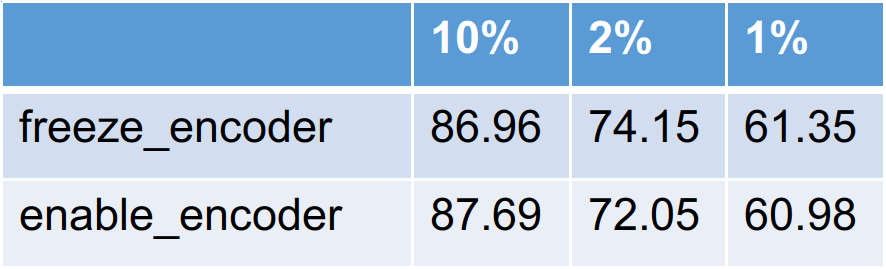 10% 2% 1%
freeze_encoder 86.96 74.15 61.35
enable_encoder 87.69 72.05 60.98